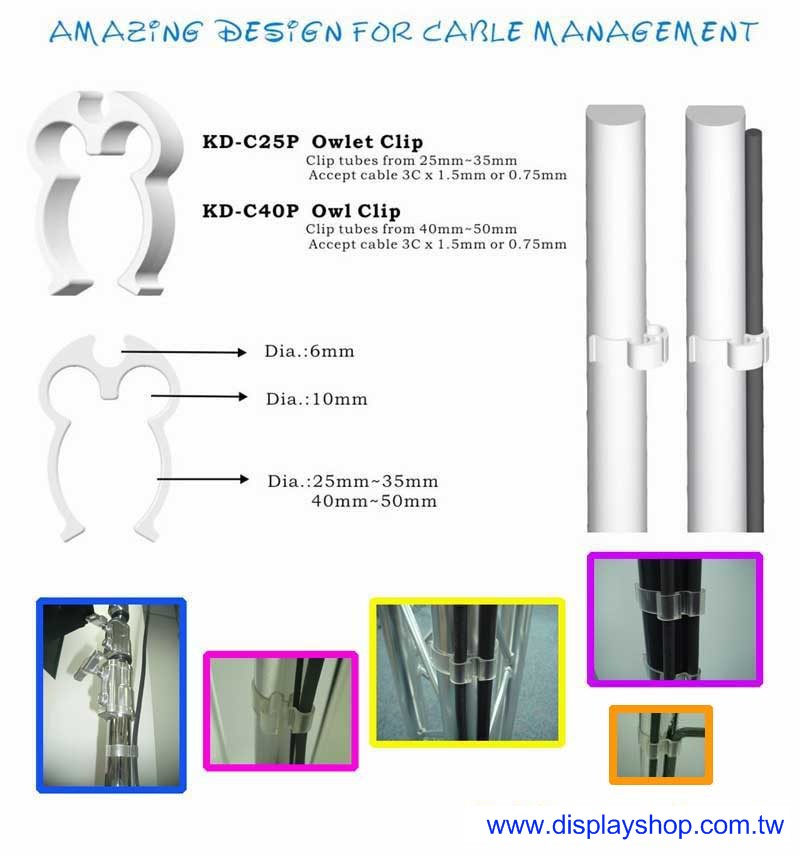 AMAZING DESIGN FOR CABLE MANAGEMENT
KD-C25P Owlet Clip
Clip tubes from 25mm~35mm
Accept cable 3C x 1.5mm or 0.75mm
KD-C40P Owl Clip
Clip tubes from 40mm~50mm
Accept cable 3C x 1.5mm or 0.75mm
Dia.:6mm
Dia.:10mm
Dia.:25mm~35mm
40mm~50mm
www.displayshop.com.tw